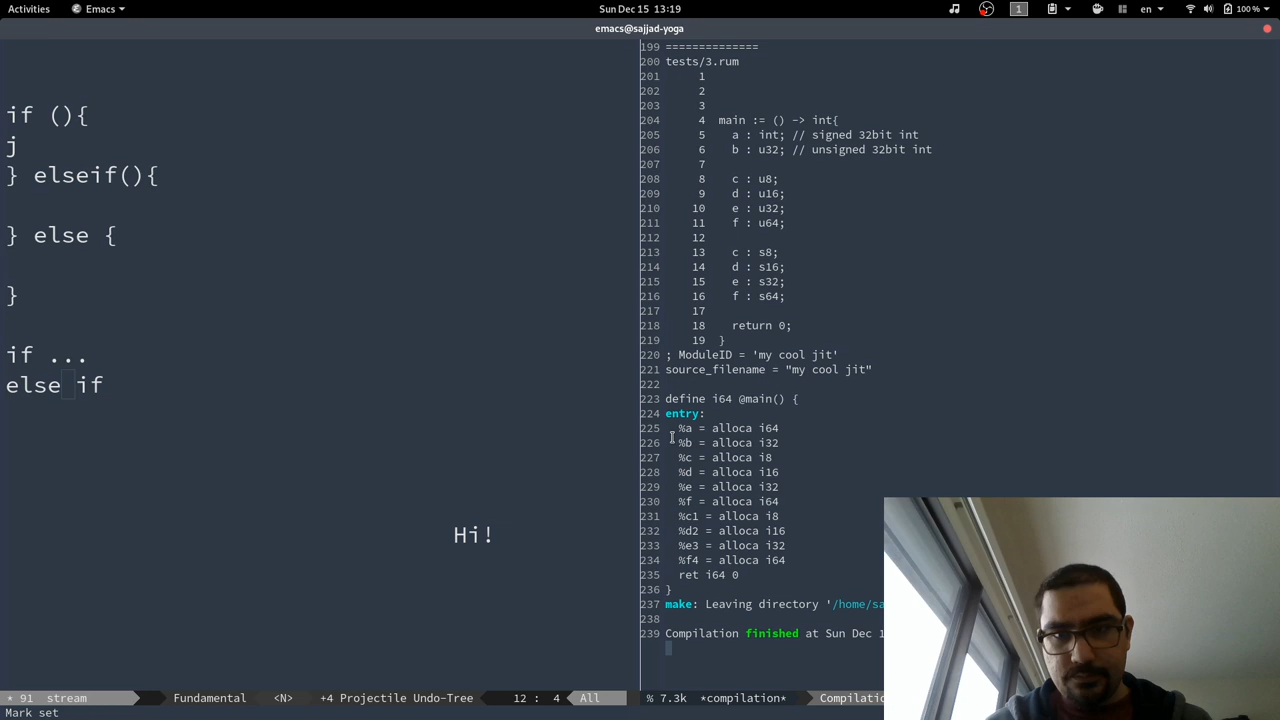 Activities Emacs Sun Dec 15 13:19 1 en 100 %
emacs@sajjad-yoga
if (){
j
} elseif(){
} else {
}
if ...
else if
Hi!
* 91 stream Fundamental <N> +4 Projectile Undo-Tree 12 : 4 All
199 ==============
200 tests/3.rum
201 1
202 2
203 3
204 4 main := () -> int{
205 5 a : int; // signed 32bit int
206 6 b : u32; // unsigned 32bit int
207 7
208 8 c : u8;
209 9 d : u16;
210 10 e : u32;
211 11 f : u64;
212 12
213 13 c : s8;
214 14 d : s16;
215 15 e : s32;
216 16 f : s64;
217 17
218 18 return 0;
219 19 }
220 ; ModuleID = 'my cool jit'
221 source_filename = "my cool jit"
222
223 define i64 @main() {
224 entry:
225 %a = alloca i64
226 %b = alloca i32
227 %c = alloca i8
228 %d = alloca i16
229 %e = alloca i32
230 %f = alloca i64
231 %c1 = alloca i8
232 %d2 = alloca i16
233 %e3 = alloca i32
234 %f4 = alloca i64
235 ret i64 0
236 }
237 make: Leaving directory '/home/sa
238
239 Compilation finished at Sun Dec 1
% 7.3k *compilation* Compilatio
Mark set